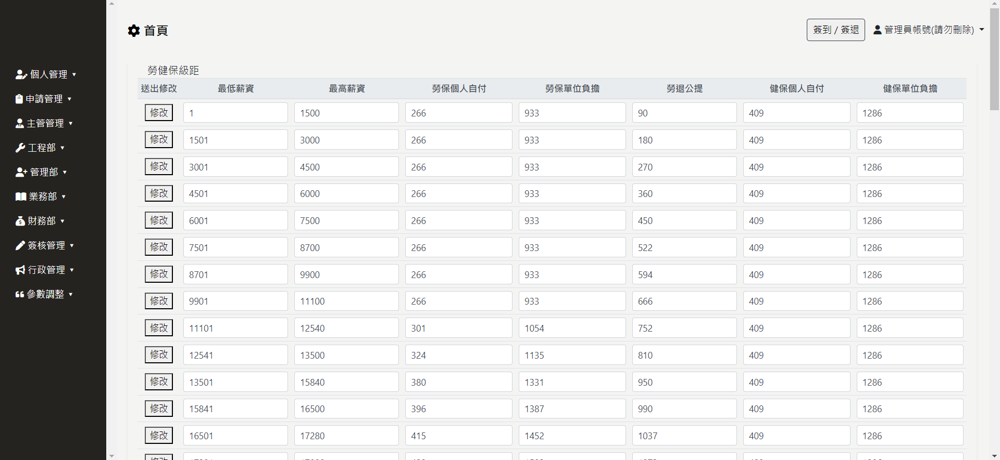 首頁
簽到 / 簽退
管理員帳號(請勿刪除)
個人管理
申請管理
主管管理
工程部
管理部
業務部
財務部
簽核管理
行政管理
參數調整
勞健保級距
送出修改 最低薪資 最高薪資 勞保個人自付 勞保單位負擔 勞退公提 健保個人自付 健保單位負擔
修改 1 1500 266 933 90 409 1286
修改 1501 3000 266 933 180 409 1286
修改 3001 4500 266 933 270 409 1286
修改 4501 6000 266 933 360 409 1286
修改 6001 7500 266 933 450 409 1286
修改 7501 8700 266 933 522 409 1286
修改 8701 9900 266 933 594 409 1286
修改 9901 11100 266 933 666 409 1286
修改 11101 12540 301 1054 752 409 1286
修改 12541 13500 324 1135 810 409 1286
修改 13501 15840 380 1331 950 409 1286
修改 15841 16500 396 1387 990 409 1286
修改 16501 17280 415 1452 1037 409 1286